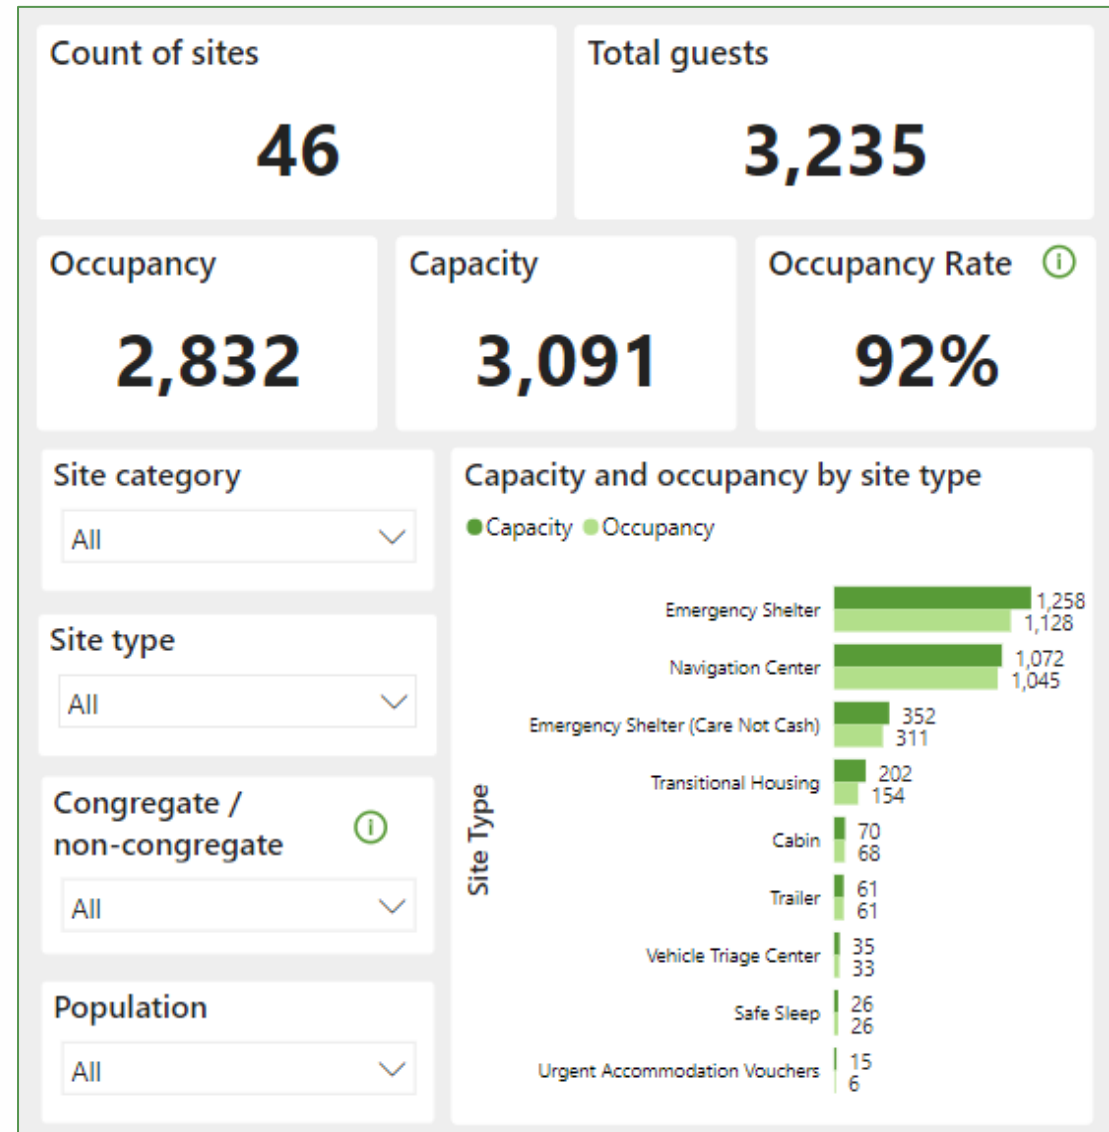 Count of sites
46
Total guests
3,235
Occupancy
2,832
Capacity
3,091
Occupancy Rate
92%
Site category
All
Site type
All
Congregate /
non-congregate
All
Population
All
Capacity and occupancy by site type
Capacity Occupancy
Site Type
Emergency Shelter
1,258
1,128
Navigation Center
1,072
1,045
Emergency Shelter (Care Not Cash)
352
311
Transitional Housing
202
154
Cabin
70
68
Trailer
61
61
Vehicle Triage Center
35
33
Safe Sleep
26
26
Urgent Accommodation Vouchers
15
6